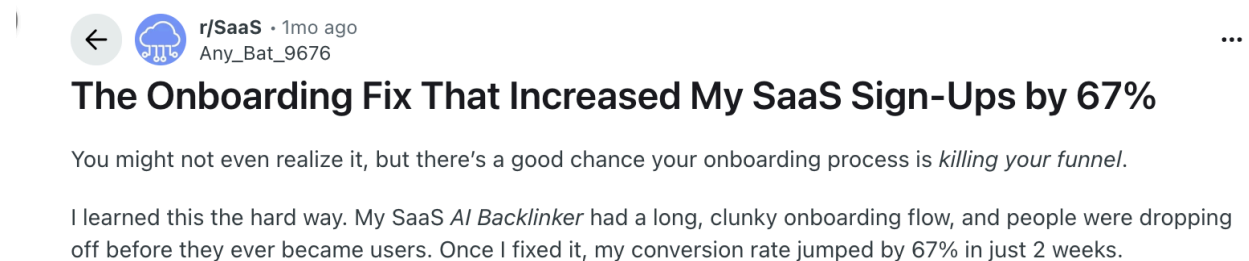 r/SaaS • 1mo ago
Any_Bat_9676
The Onboarding Fix That Increased My SaaS Sign-Ups by 67%
You might not even realize it, but there’s a good chance your onboarding process is killing your funnel.
I learned this the hard way. My SaaS AI Backlinker had a long, clunky onboarding flow, and people were dropping
off before they ever became users. Once I fixed it, my conversion rate jumped by 67% in just 2 weeks.